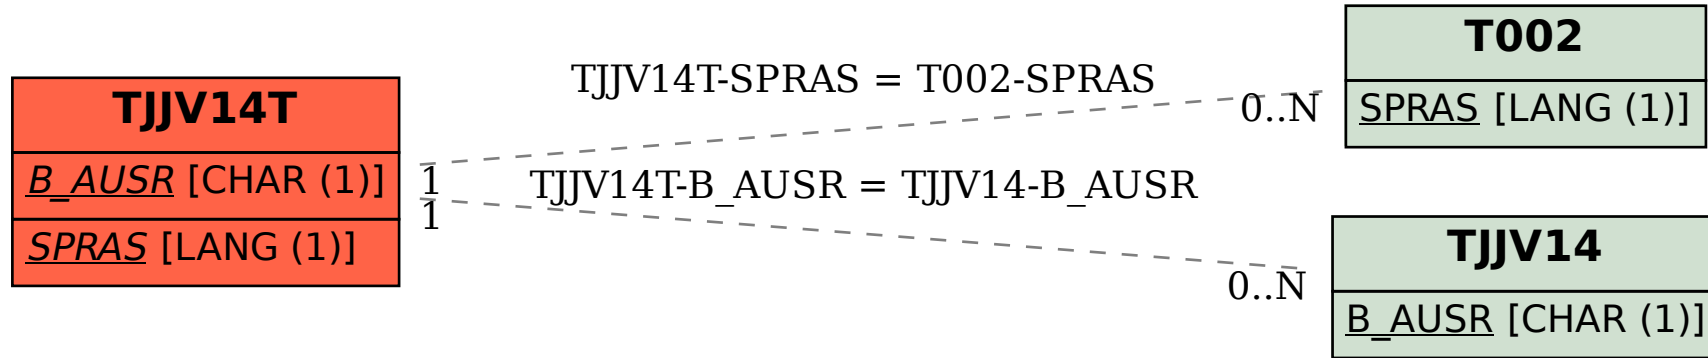 TJJV14T
B_AUSR [CHAR (1)]
SPRAS [LANG (1)]
TJJV14T-SPRAS = T002-SPRAS
1
0..N
TJJV14T-B_AUSR = TJJV14-B_AUSR
1
0..N
T002
SPRAS [LANG (1)]
TJJV14
B_AUSR [CHAR (1)]